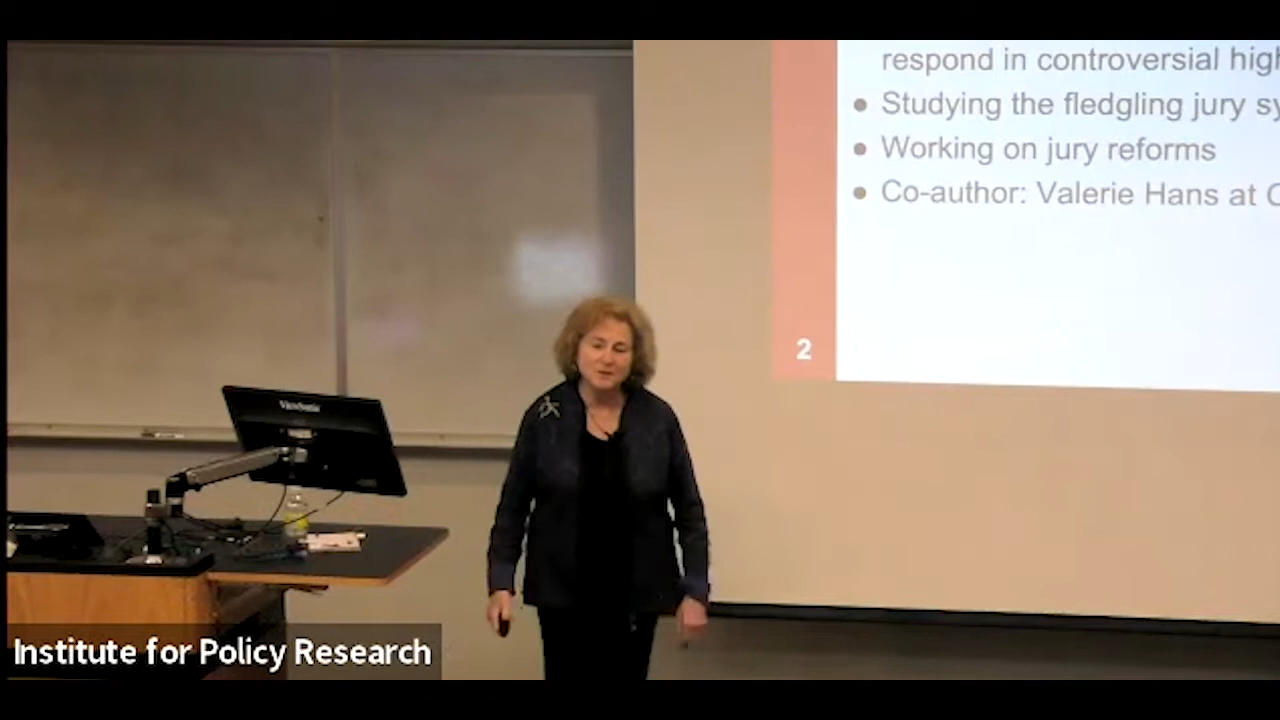 respond in controversial high
● Studying the fledgling jury sy
● Working on jury reforms
● Co-author: Valerie Hans at C
2
ViewSonic
Institute for Policy Research